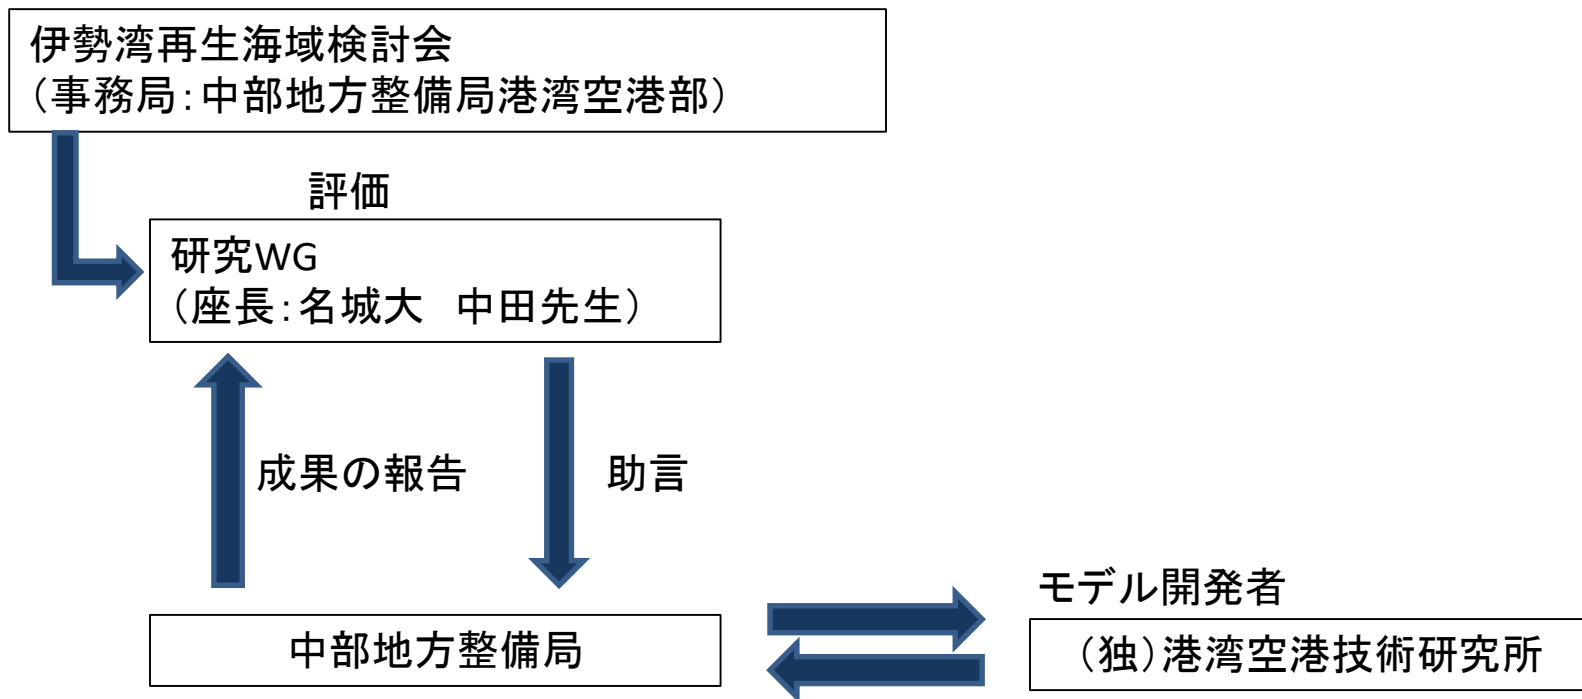 伊勢湾再生海域検討会
（事務局：中部地方整備局港湾空港部）
評価
研究WG
（座長：名城大　中田先生）
成果の報告
助言
モデル開発者
中部地方整備局
（独）港湾空港技術研究所